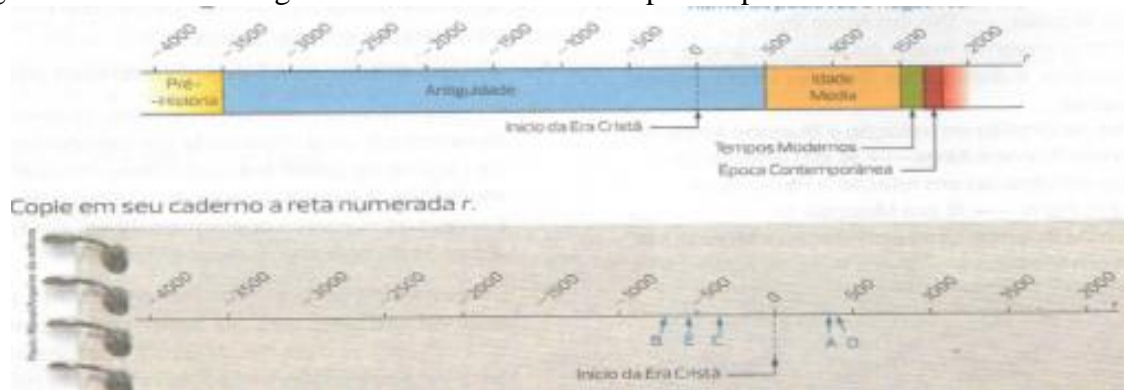 -4000 -3500 -3000 -2500 -2000 -1500 -1000 -500 0 500 1000 1500 2000
r
Pré-
-História
Antiguidade
Idade
Média
Início da Era Cristã
Tempos Modernos
Época Contemporânea
Copie em seu caderno a reta numerada r.
-4000 -3500 -3000 -2500 -2000 -1500 -1000 -500 0 500 1000 1500 2000
B E C A D
Início da Era Cristã